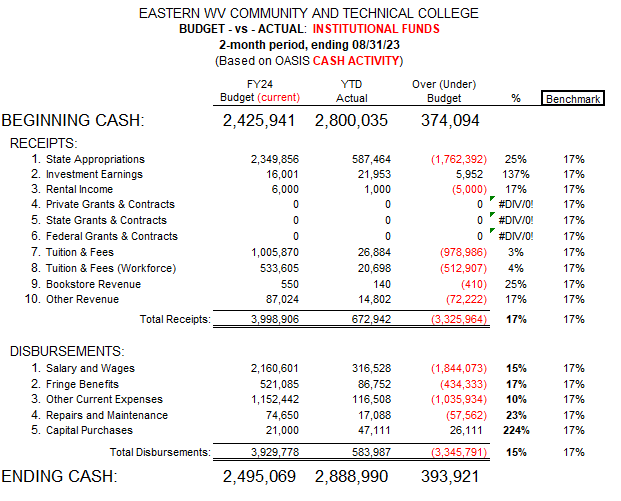 EASTERN WV COMMUNITY AND TECHNICAL COLLEGE
BUDGET - vs - ACTUAL: INSTITUTIONAL FUNDS
2-month period, ending 08/31/23
(Based on OASIS CASH ACTIVITY)
FY24 YTD Over (Under)
Budget (current) Actual Budget % Benchmark
BEGINNING CASH: 2,425,941 2,800,035 374,094
RECEIPTS:
1. State Appropriations 2,349,856 587,464 (1,762,392) 25% 17%
2. Investment Earnings 16,001 21,953 5,952 137% 17%
3. Rental Income 6,000 1,000 (5,000) 17% 17%
4. Private Grants & Contracts 0 0 0 #DIV/0! 17%
5. State Grants & Contracts 0 0 0 #DIV/0! 17%
6. Federal Grants & Contracts 0 0 0 #DIV/0! 17%
7. Tuition & Fees 1,005,870 26,884 (978,986) 3% 17%
8. Tuition & Fees (Workforce) 533,605 20,698 (512,907) 4% 17%
9. Bookstore Revenue 550 140 (410) 25% 17%
10. Other Revenue 87,024 14,802 (72,222) 17% 17%
Total Receipts: 3,998,906 672,942 (3,325,964) 17% 17%
DISBURSEMENTS:
1. Salary and Wages 2,160,601 316,528 (1,844,073) 15% 17%
2. Fringe Benefits 521,085 86,752 (434,333) 17% 17%
3. Other Current Expenses 1,152,442 116,508 (1,035,934) 10% 17%
4. Repairs and Maintenance 74,650 17,088 (57,562) 23% 17%
5. Capital Purchases 21,000 47,111 26,111 224% 17%
Total Disbursements: 3,929,778 583,987 (3,345,791) 15% 17%
ENDING CASH: 2,495,069 2,888,990 393,921